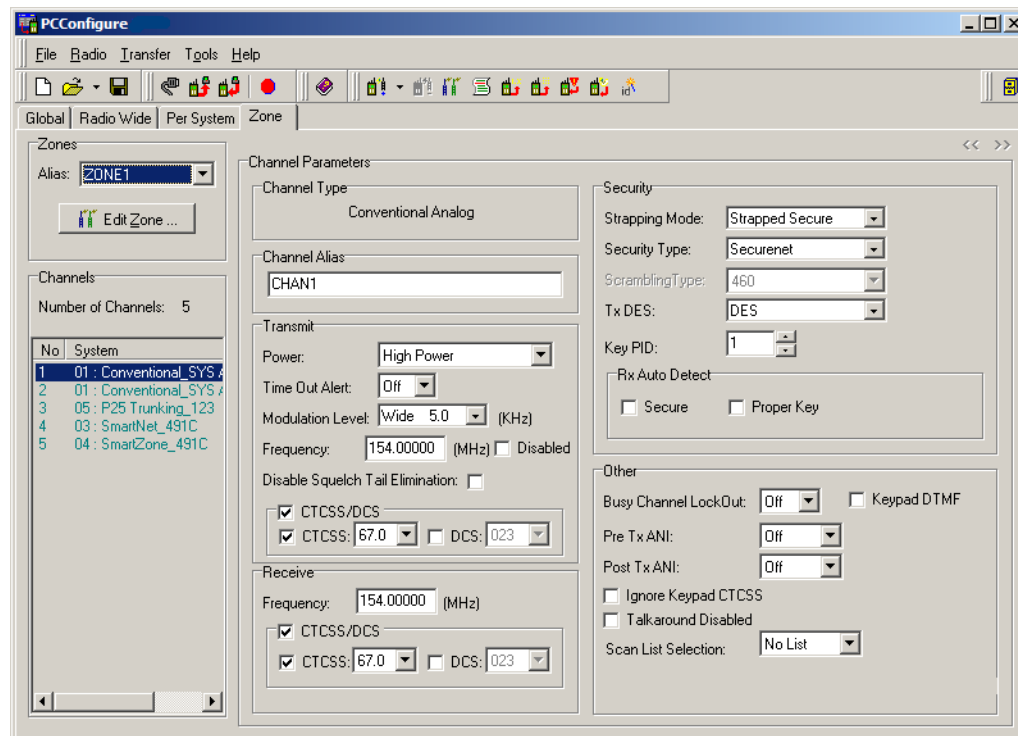 PCConfigure
File Radio Transfer Tools Help
Global Radio Wide Per System Zone
<< >>
Zones
Alias: ZONE1
Edit Zone ...
Channels
Number of Channels: 5
No System
1 01 : Conventional_SYS A
2 01 : Conventional_SYS A
3 05 : P25 Trunking_123
4 03 : SmartNet_491C
5 04 : SmartZone_491C
Channel Parameters
Channel Type
Conventional Analog
Channel Alias
CHAN1
Transmit
Power: High Power
Time Out Alert: Off
Modulation Level: Wide 5.0 (KHz)
Frequency: 154.00000 (MHz) Disabled
Disable Squelch Tail Elimination:
CTCSS/DCS
CTCSS: 67.0 DCS: 023
Receive
Frequency: 154.00000 (MHz)
CTCSS/DCS
CTCSS: 67.0 DCS: 023
Security
Strapping Mode: Strapped Secure
Security Type: Securenet
ScramblingType: 460
Tx DES: DES
Key PID: 1
Rx Auto Detect
Secure Proper Key
Other
Busy Channel LockOut: Off Keypad DTMF
Pre Tx ANI: Off
Post Tx ANI: Off
Ignore Keypad CTCSS
Talkaround Disabled
Scan List Selection: No List